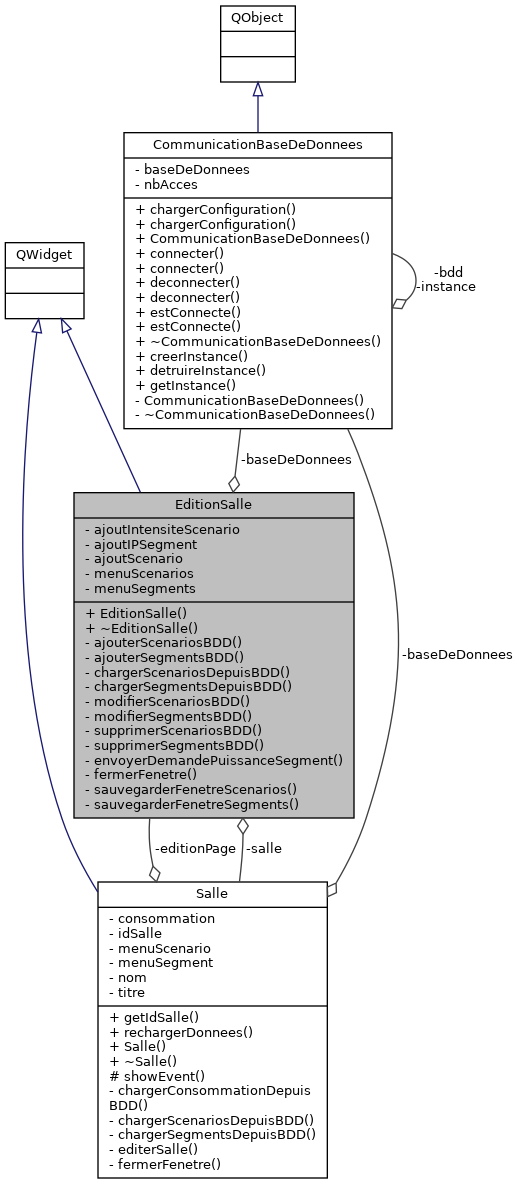 QObject
CommunicationBaseDeDonnees
- baseDeDonnees
- nbAcces
+ chargerConfiguration()
+ chargerConfiguration()
+ CommunicationBaseDeDonnees()
+ connecter()
+ connecter()
+ deconnecter()
+ deconnecter()
+ estConnecte()
+ estConnecte()
+ ~CommunicationBaseDeDonnees()
+ creerInstance()
+ detruireInstance()
+ getInstance()
- CommunicationBaseDeDonnees()
- ~CommunicationBaseDeDonnees()
-bdd
-instance
QWidget
-baseDeDonnees
EditionSalle
- ajoutIntensiteScenario
- ajoutIPSegment
- ajoutScenario
- menuScenarios
- menuSegments
+ EditionSalle()
+ ~EditionSalle()
- ajouterScenariosBDD()
- ajouterSegmentsBDD()
- chargerScenariosDepuisBDD()
- chargerSegmentsDepuisBDD()
- modifierScenariosBDD()
- modifierSegmentsBDD()
- supprimerScenariosBDD()
- supprimerSegmentsBDD()
- envoyerDemandePuissanceSegment()
- fermerFenetre()
- sauvegarderFenetreScenarios()
- sauvegarderFenetreSegments()
-baseDeDonnees
-editionPage
-salle
Salle
- consommation
- idSalle
- menuScenario
- menuSegment
- nom
- titre
+ getIdSalle()
+ rechargerDonnees()
+ Salle()
+ ~Salle()
# showEvent()
- chargerConsommationDepuis
BDD()
- chargerScenariosDepuisBDD()
- chargerSegmentsDepuisBDD()
- editerSalle()
- fermerFenetre()